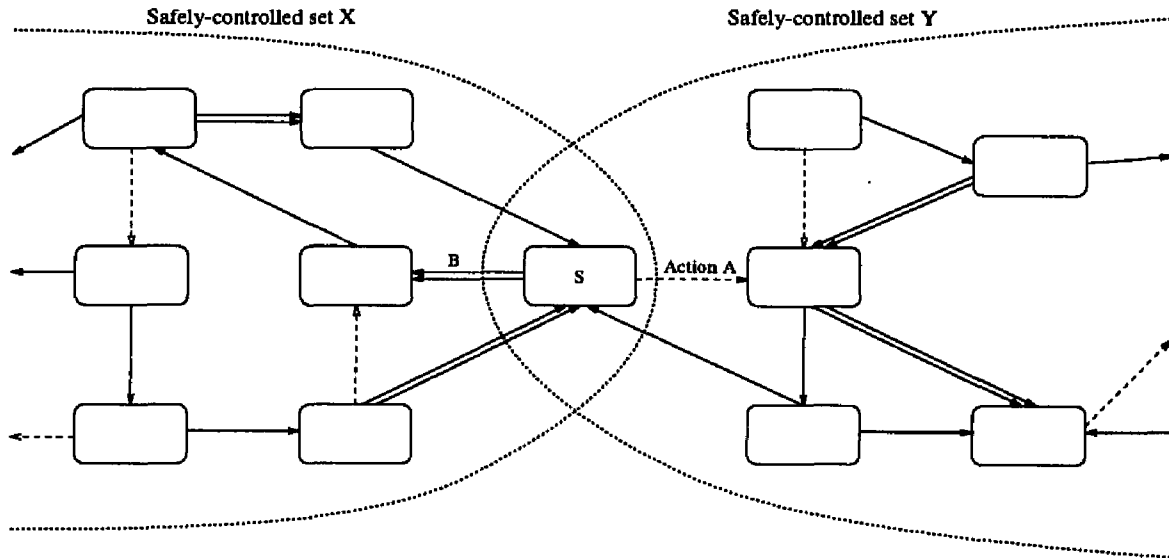 Safely-controlled set X
Safely-controlled set Y
B
S
Action A